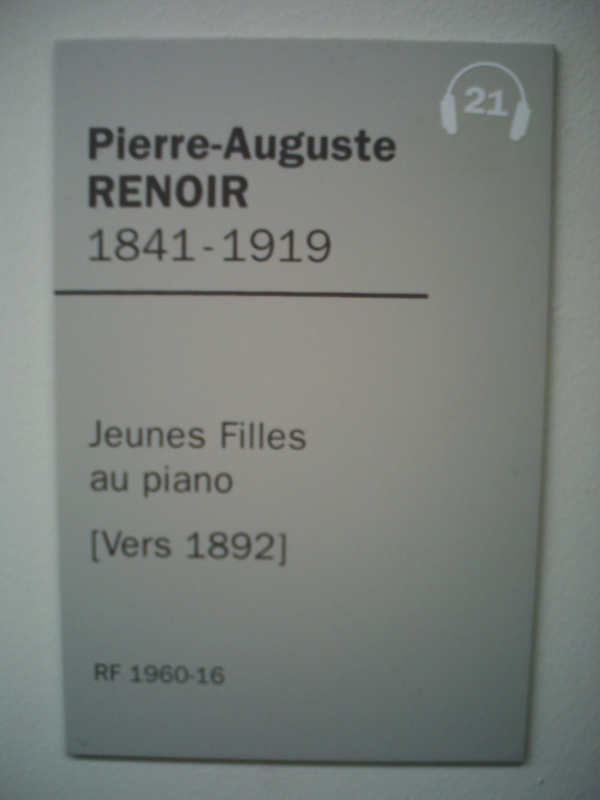 21
Pierre-Auguste
RENOIR
1841-1919
Jeunes Filles
au piano
[Vers 1892]
RF 1960-16